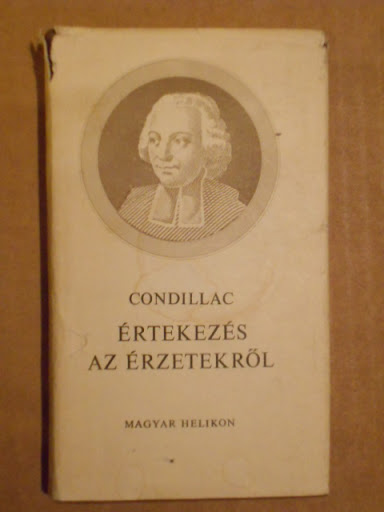 CONDILLAC
ÉRTEKEZÉS
AZ ÉRZETEKRŐL
MAGYAR HELIKON